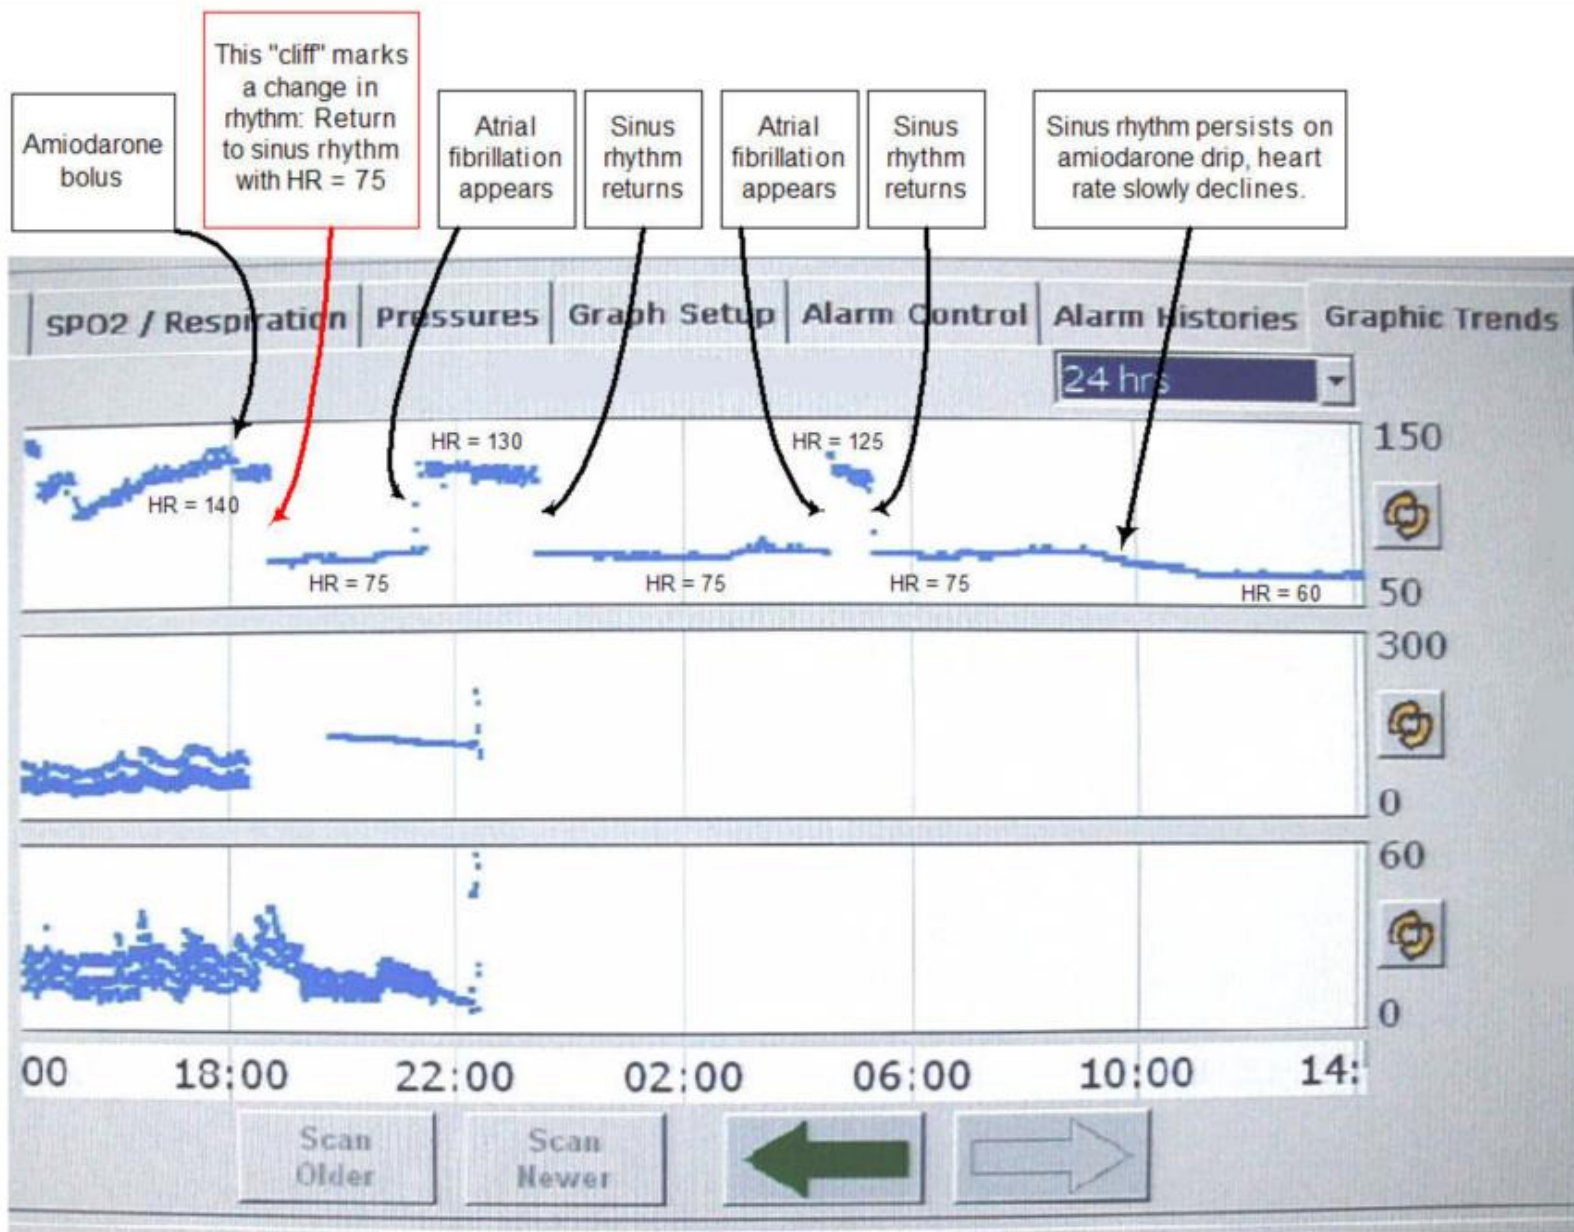 This "cliff" marks
a change in
rhythm: Return
to sinus rhythm
with HR = 75
Amiodarone
bolus
Atrial
fibrillation
appears
Sinus
rhythm
returns
Atrial
fibrillation
appears
Sinus
rhythm
returns
Sinus rhythm persists on
amiodarone drip, heart
rate slowly declines.
SPO2 / Respiration
Pressures
Graph Setup
Alarm Control
Alarm Histories
Graphic Trends
24 hrs
150
HR = 130
HR = 125
HR = 140
HR = 75
HR = 75
HR = 75
HR = 60
50
300
0
60
0
00
18:00
22:00
02:00
06:00
10:00
14:
Scan
Older
Scan
Newer